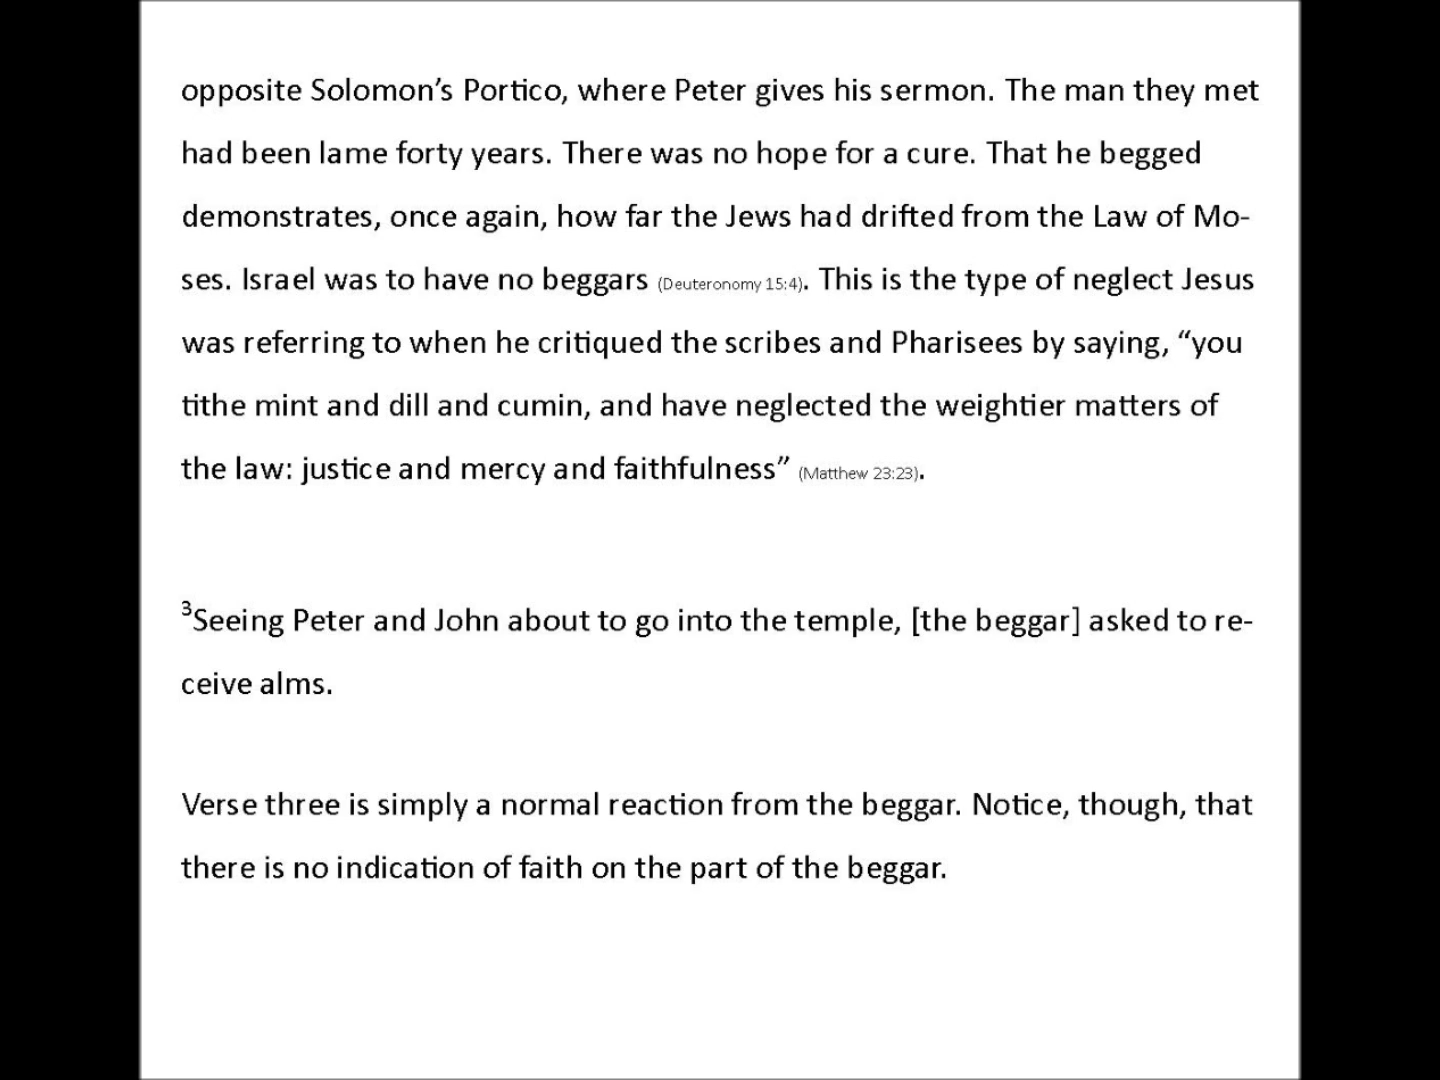 opposite Solomon’s Portico, where Peter gives his sermon. The man they met
had been lame forty years. There was no hope for a cure. That he begged
demonstrates, once again, how far the Jews had drifted from the Law of Mo-
ses. Israel was to have no beggars (Deuteronomy 15:4). This is the type of neglect Jesus
was referring to when he critiqued the scribes and Pharisees by saying, “you
tithe mint and dill and cumin, and have neglected the weightier matters of
the law: justice and mercy and faithfulness” (Matthew 23:23).
³Seeing Peter and John about to go into the temple, [the beggar] asked to re-
ceive alms.
Verse three is simply a normal reaction from the beggar. Notice, though, that
there is no indication of faith on the part of the beggar.